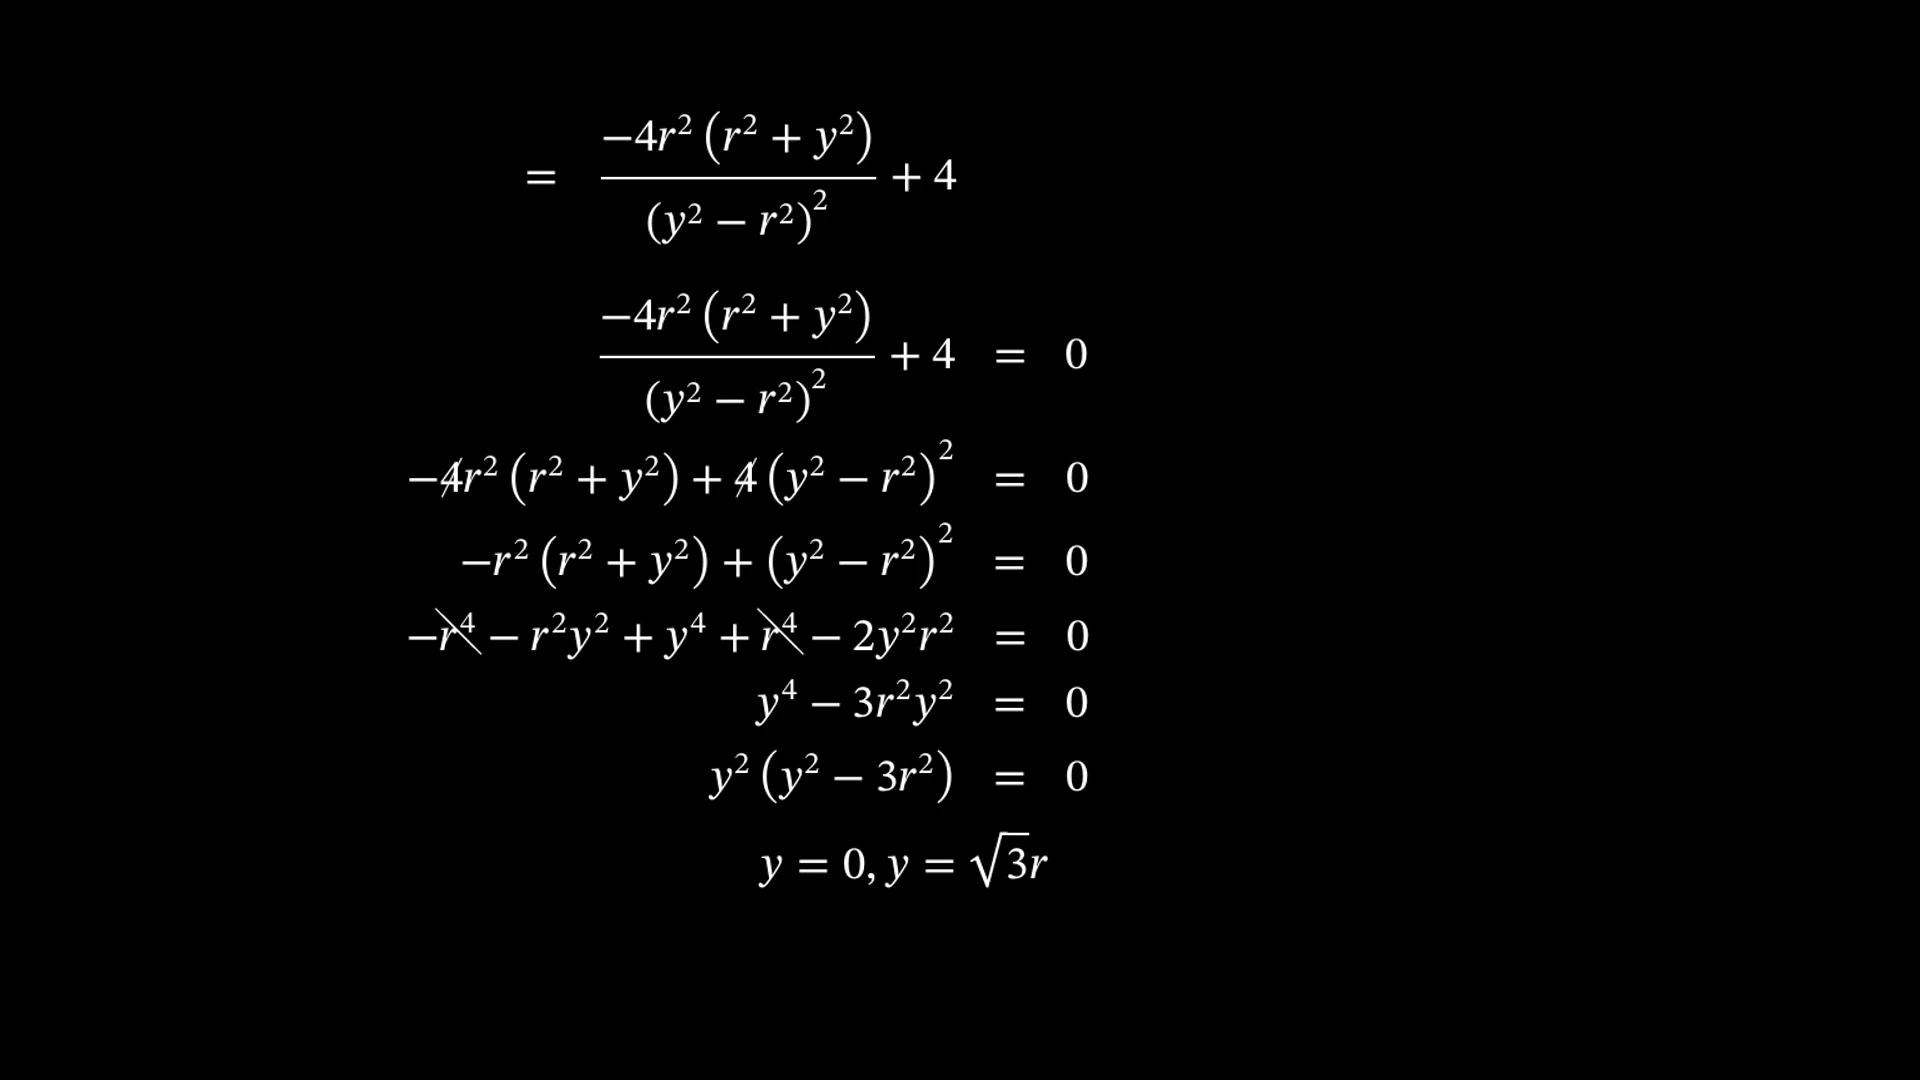 = −4r²(r² + y²) / (y² − r²)² + 4
−4r²(r² + y²) / (y² − r²)² + 4 = 0
−4r²(r² + y²) + 4(y² − r²)² = 0
−r²(r² + y²) + (y² − r²)² = 0
−r⁴ − r²y² + y⁴ + r⁴ − 2y²r² = 0
y⁴ − 3r²y² = 0
y²(y² − 3r²) = 0
y = 0, y = √3r